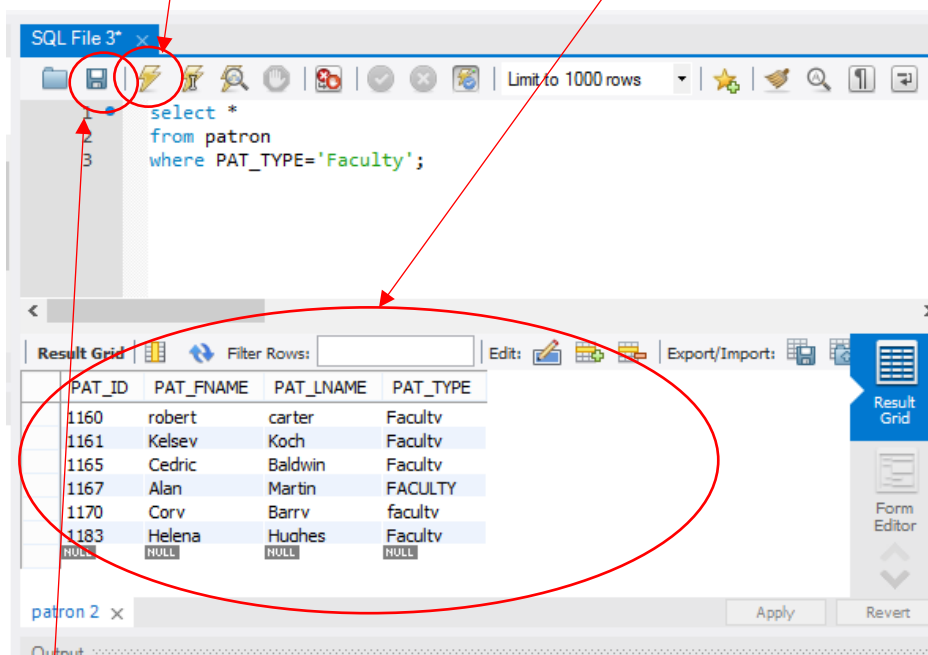 SQL File 3*
Limit to 1000 rows
1 select *
2 from patron
3 where PAT_TYPE='Faculty';
Result Grid Filter Rows: Edit: Export/Import:
PAT_ID PAT_FNAME PAT_LNAME PAT_TYPE
1160 robert carter Faculty
1161 Kelsey Koch Faculty
1165 Cedric Baldwin Faculty
1167 Alan Martin FACULTY
1170 Cory Barry faculty
1183 Helena Hughes Faculty
NULL NULL NULL NULL
Result
Grid
Form
Editor
patron 2
Apply Revert
Output